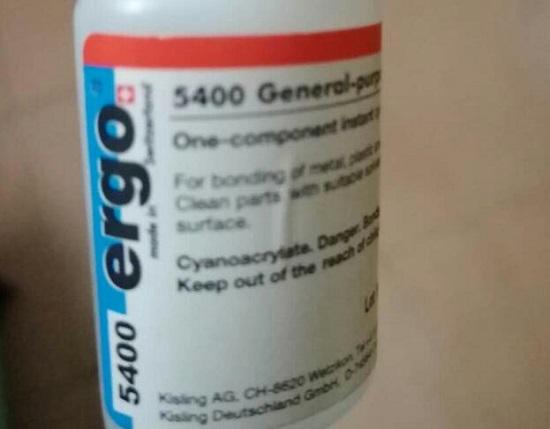 5400 General-purp
One-component instant
For bonding of metal, plastic
Clean parts with suitable
surface.
Cyanoacrylate. Danger. Bond
Keep out of the reach of
Lot
Kisling AG, CH-8620 Wetzikon,
Kisling Deutschland GmbH,
5400 ergo
made in Switzerland